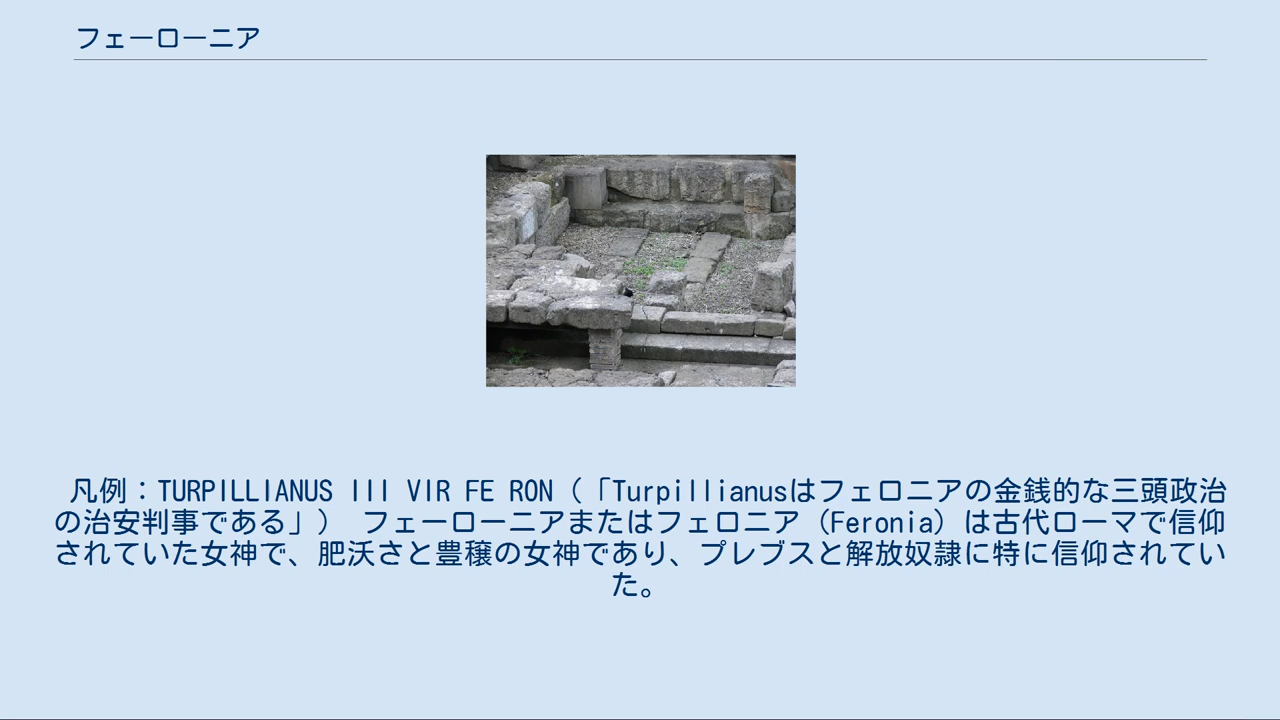 フェーローニア
凡例：TURPILLIANUS III VIR FE RON（「Turpillianusはフェロニアの金銭的な三頭政治
の治安判事である」） フェーローニアまたはフェロニア（Feronia）は古代ローマで信仰
されていた女神で、肥沃さと豊穣の女神であり、プレブスと解放奴隷に特に信仰されてい
た。